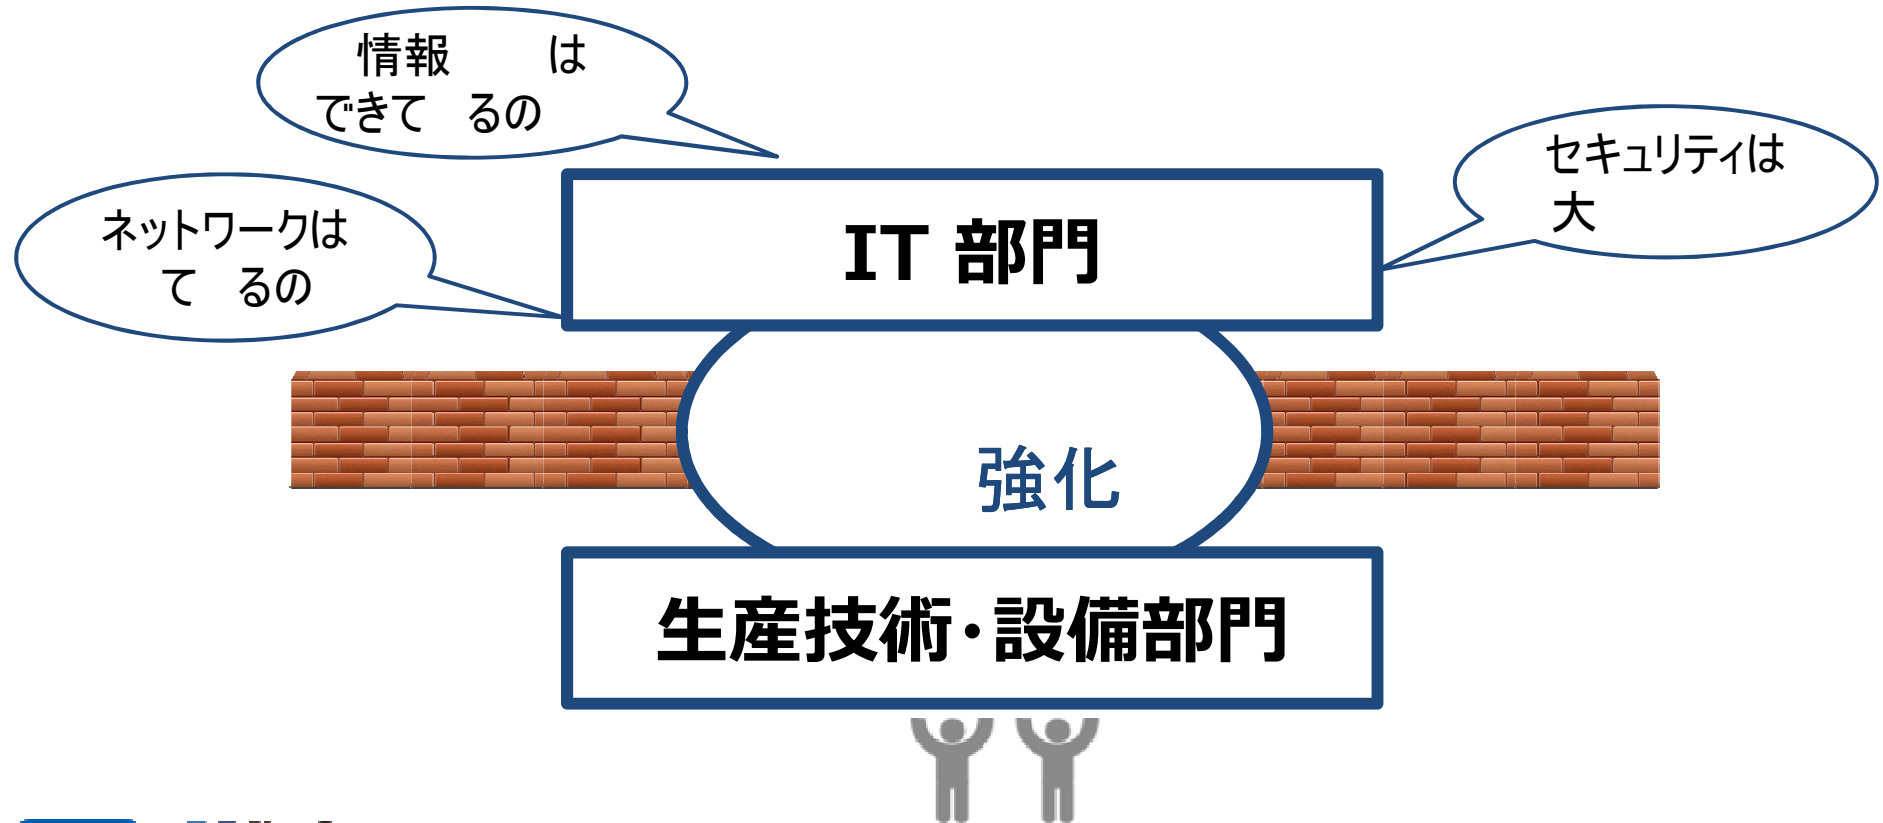 情報 は
できて るの
セキュリティは
大
ネットワークは
て るの
IT 部門
強化
生産技術・設備部門